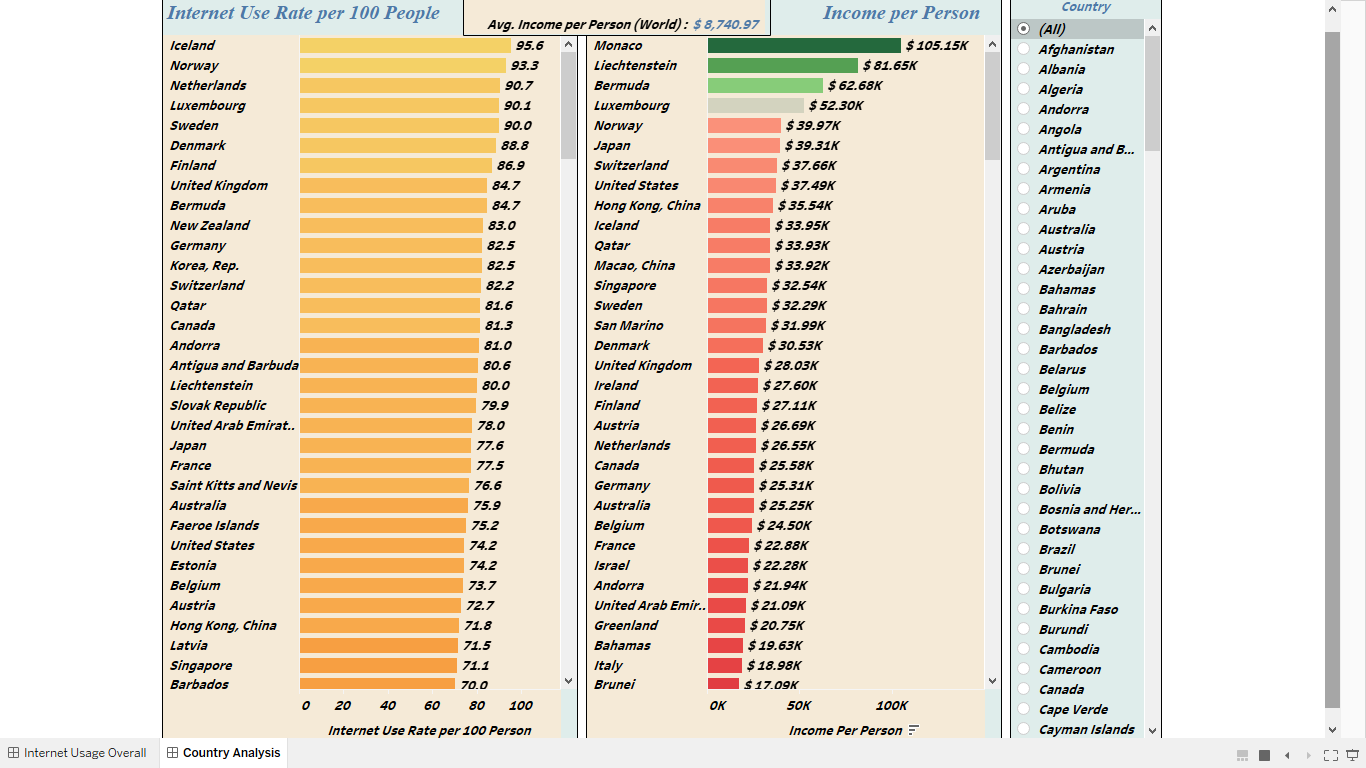 Internet Use Rate per 100 People
Avg. Income per Person (World) : $ 8,740.97
Income per Person
Country
Iceland 95.6
Norway 93.3
Netherlands 90.7
Luxembourg 90.1
Sweden 90.0
Denmark 88.8
Finland 86.9
United Kingdom 84.7
Bermuda 84.7
New Zealand 83.0
Germany 82.5
Korea, Rep. 82.5
Switzerland 82.2
Qatar 81.6
Canada 81.3
Andorra 81.0
Antigua and Barbuda 80.6
Liechtenstein 80.0
Slovak Republic 79.9
United Arab Emirat.. 78.0
Japan 77.6
France 77.5
Saint Kitts and Nevis 76.6
Australia 75.9
Faeroe Islands 75.2
United States 74.2
Estonia 74.2
Belgium 73.7
Austria 72.7
Hong Kong, China 71.8
Latvia 71.5
Singapore 71.1
Barbados 70.0
0 20 40 60 80 100
Internet Use Rate per 100 Person
Monaco $ 105.15K
Liechtenstein $ 81.65K
Bermuda $ 62.68K
Luxembourg $ 52.30K
Norway $ 39.97K
Japan $ 39.31K
Switzerland $ 37.66K
United States $ 37.49K
Hong Kong, China $ 35.54K
Iceland $ 33.95K
Qatar $ 33.93K
Macao, China $ 33.92K
Singapore $ 32.54K
Sweden $ 32.29K
San Marino $ 31.99K
Denmark $ 30.53K
United Kingdom $ 28.03K
Ireland $ 27.60K
Finland $ 27.11K
Austria $ 26.69K
Netherlands $ 26.55K
Canada $ 25.58K
Germany $ 25.31K
Australia $ 25.25K
Belgium $ 24.50K
France $ 22.88K
Israel $ 22.28K
Andorra $ 21.94K
United Arab Emir.. $ 21.09K
Greenland $ 20.75K
Bahamas $ 19.63K
Italy $ 18.98K
Brunei $ 17.09K
0K 50K 100K
Income Per Person
(All)
Afghanistan
Albania
Algeria
Andorra
Angola
Antigua and B...
Argentina
Armenia
Aruba
Australia
Austria
Azerbaijan
Bahamas
Bahrain
Bangladesh
Barbados
Belarus
Belgium
Belize
Benin
Bermuda
Bhutan
Bolivia
Bosnia and Her...
Botswana
Brazil
Brunei
Bulgaria
Burkina Faso
Burundi
Cambodia
Cameroon
Canada
Cape Verde
Cayman Islands
Internet Usage Overall
Country Analysis